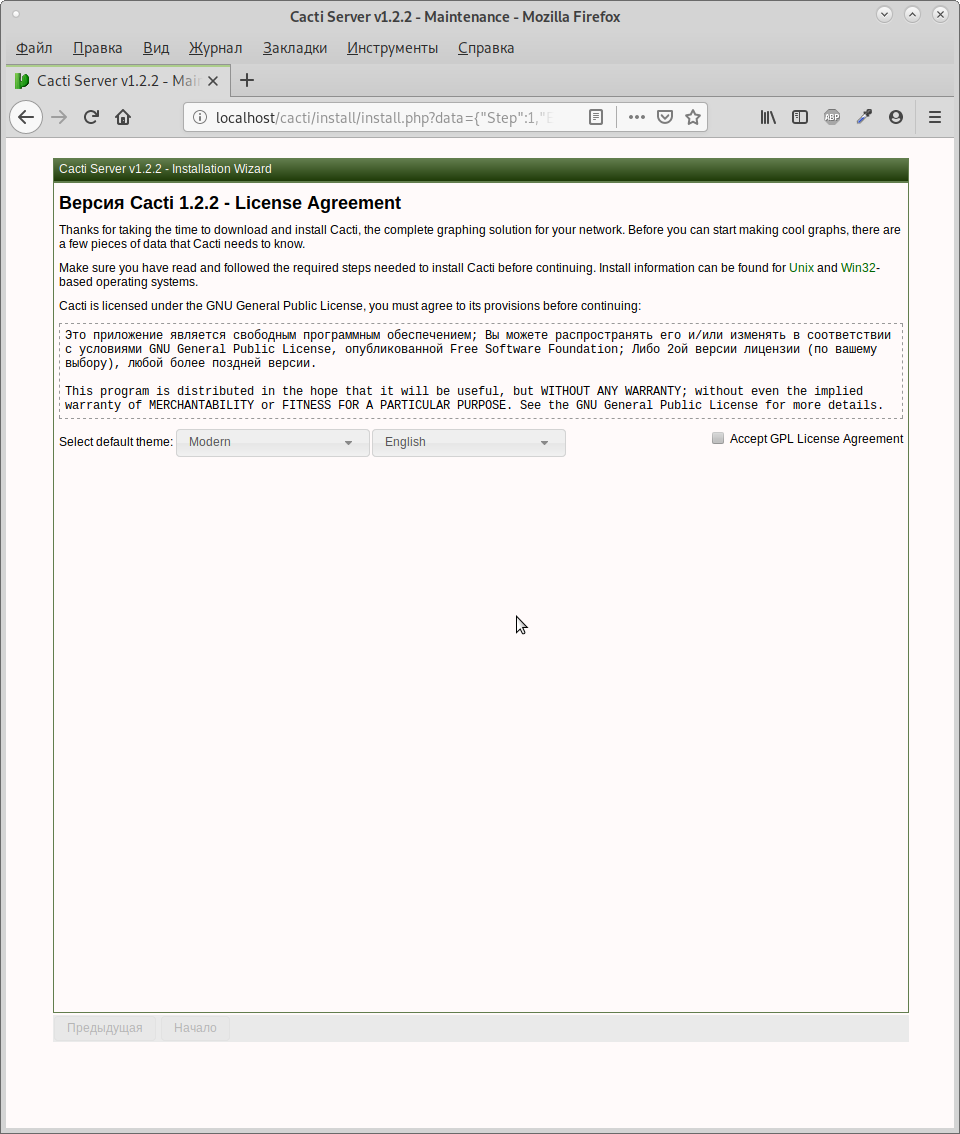 Cacti Server v1.2.2 - Maintenance - Mozilla Firefox
Файл Правка Вид Журнал Закладки Инструменты Справка
Cacti Server v1.2.2 - Mai
localhost/cacti/install/install.php?data={"Step":1,"E
ABP
Cacti Server v1.2.2 - Installation Wizard
Версия Cacti 1.2.2 - License Agreement
Thanks for taking the time to download and install Cacti, the complete graphing solution for your network. Before you can start making cool graphs, there are
a few pieces of data that Cacti needs to know.
Make sure you have read and followed the required steps needed to install Cacti before continuing. Install information can be found for Unix and Win32-
based operating systems.
Cacti is licensed under the GNU General Public License, you must agree to its provisions before continuing:
Это приложение является свободным программным обеспечением; Вы можете распространять его и/или изменять в соответствии
с условиями GNU General Public License, опубликованной Free Software Foundation; Либо 2ой версии лицензии (по вашему
выбору), любой более поздней версии.
This program is distributed in the hope that it will be useful, but WITHOUT ANY WARRANTY; without even the implied
warranty of MERCHANTABILITY or FITNESS FOR A PARTICULAR PURPOSE. See the GNU General Public License for more details.
Select default theme: Modern English Accept GPL License Agreement
Предыдущая Начало